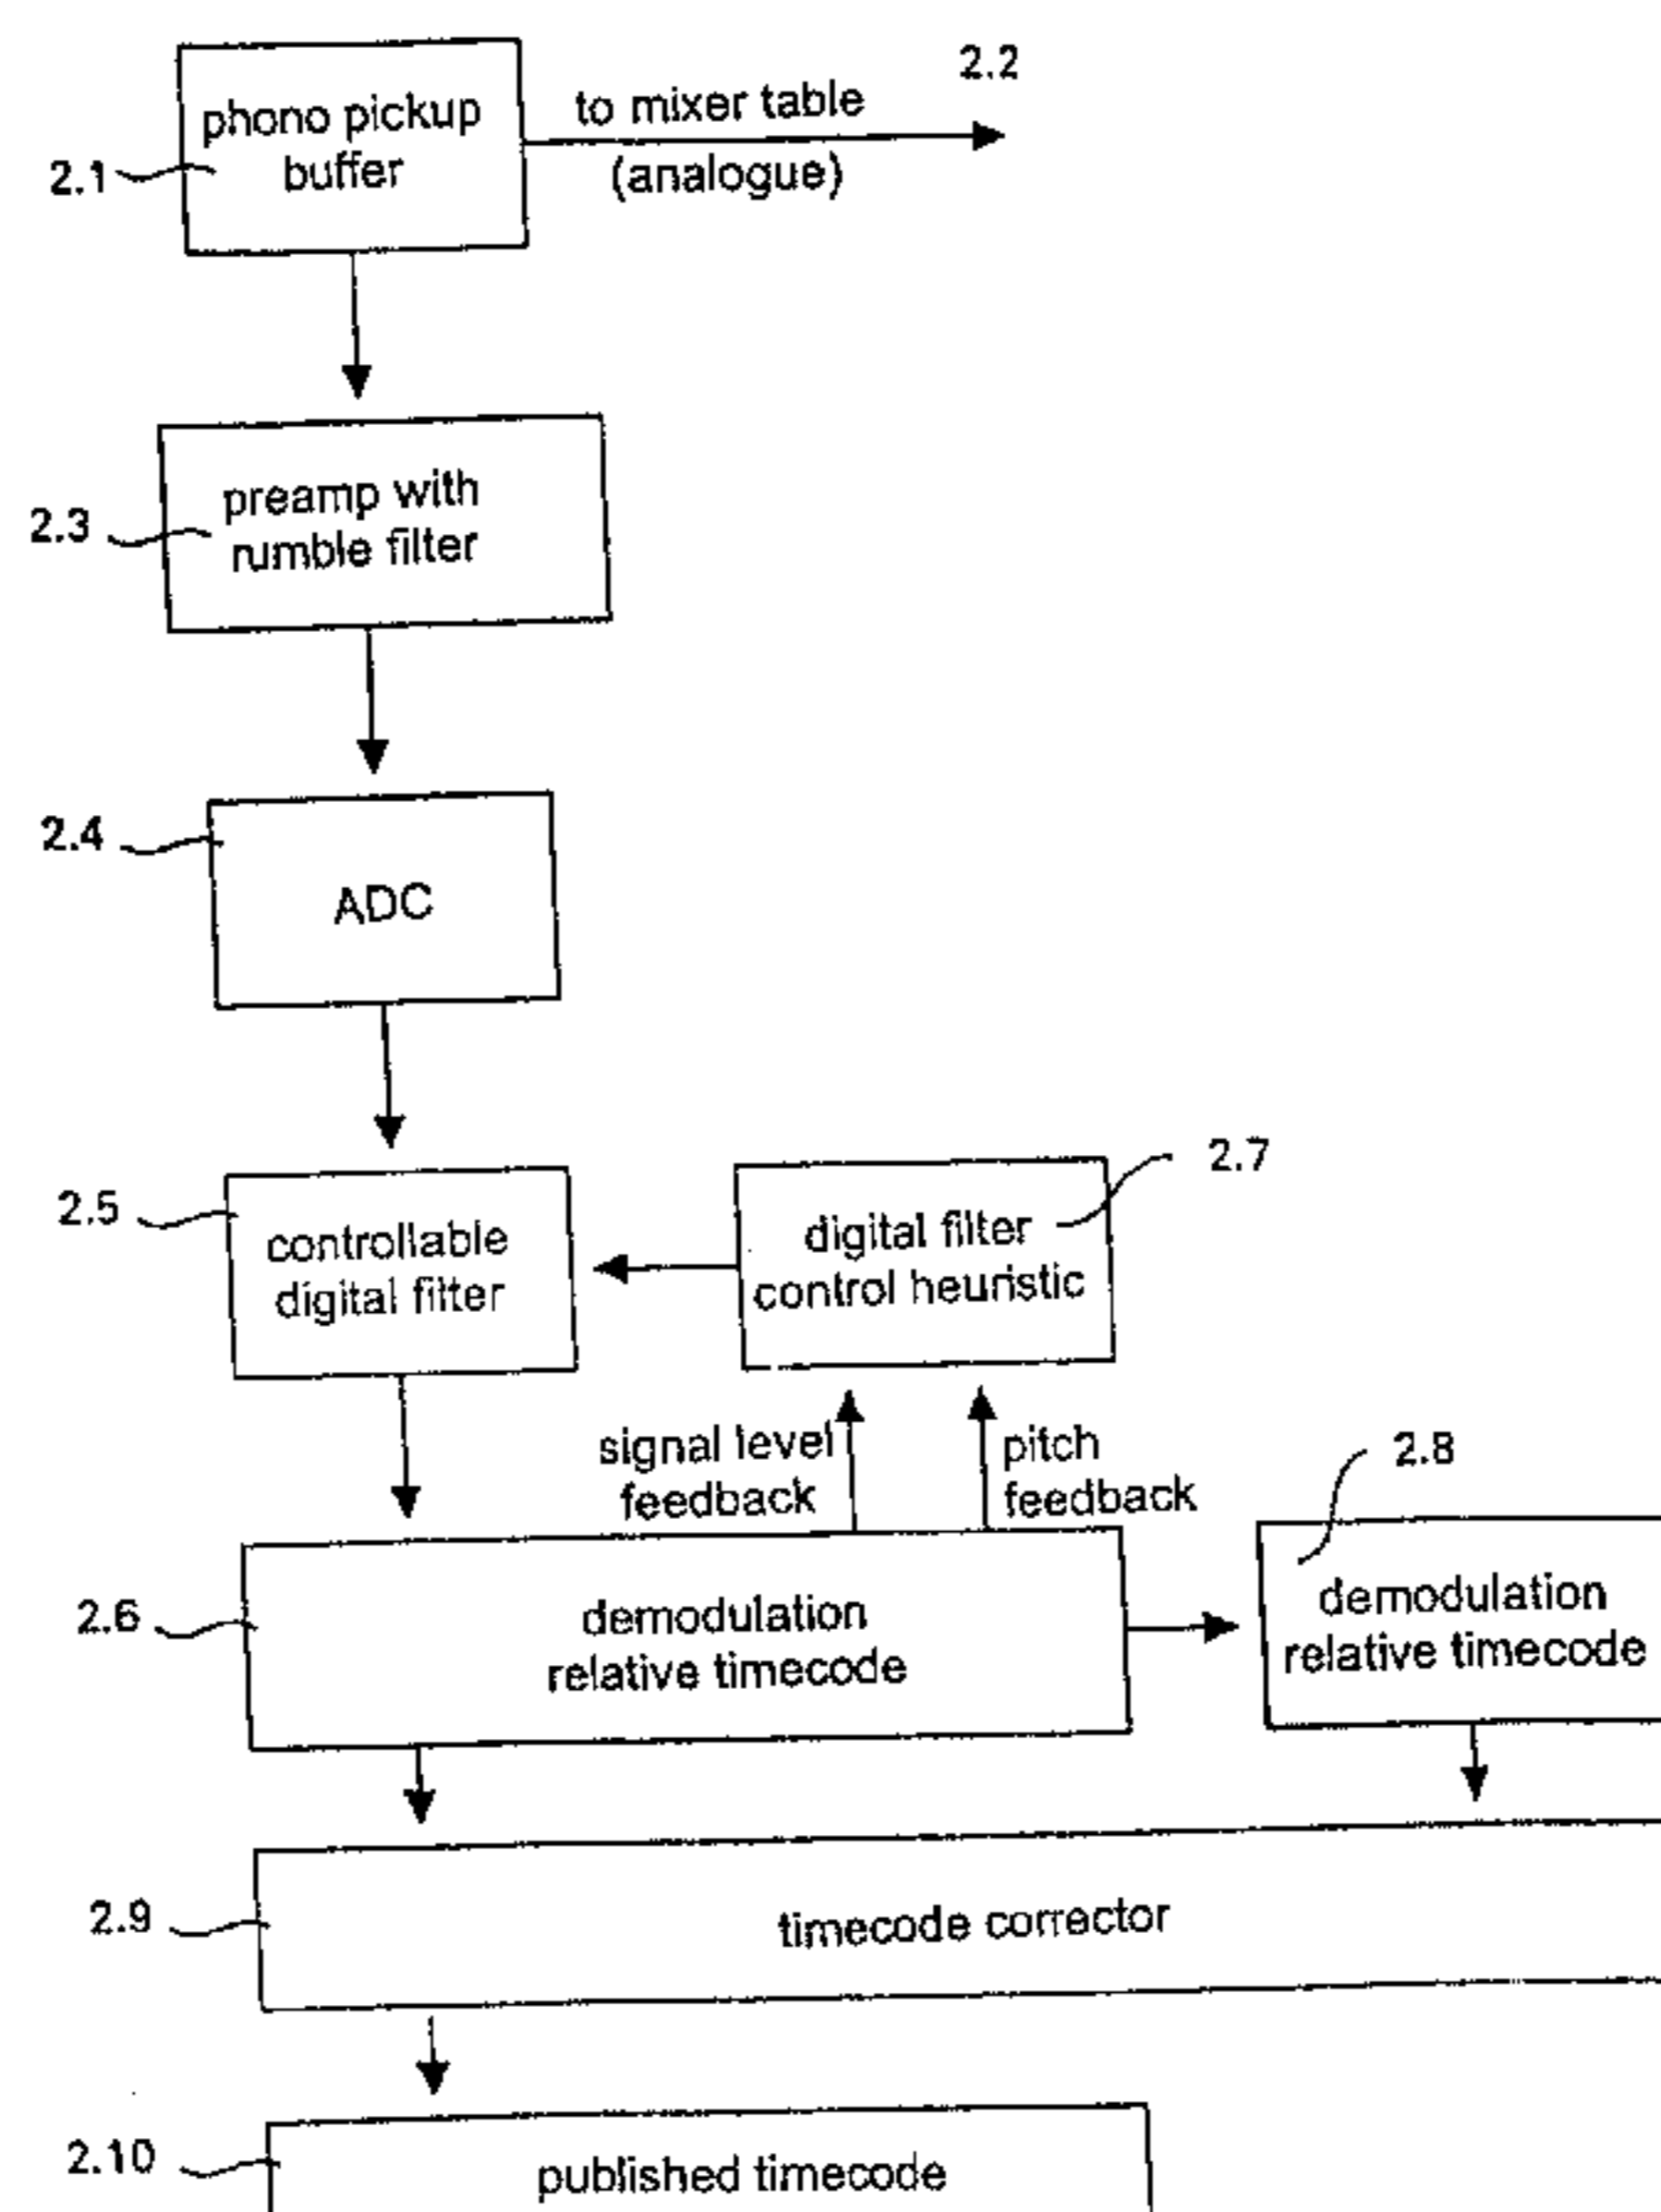 2.2
to mixer table
(analogue)
phono pickup
buffer
2.1
preamp with
rumble filter
2.3
2.4
ADC
2.5
controllable
digital filter
2.7
digital filter
control heuristic
signal level
feedback
pitch
feedback
2.8
2.6
demodulation
relative timecode
demodulation
relative timecode
2.9
timecode corrector
2.10
published timecode